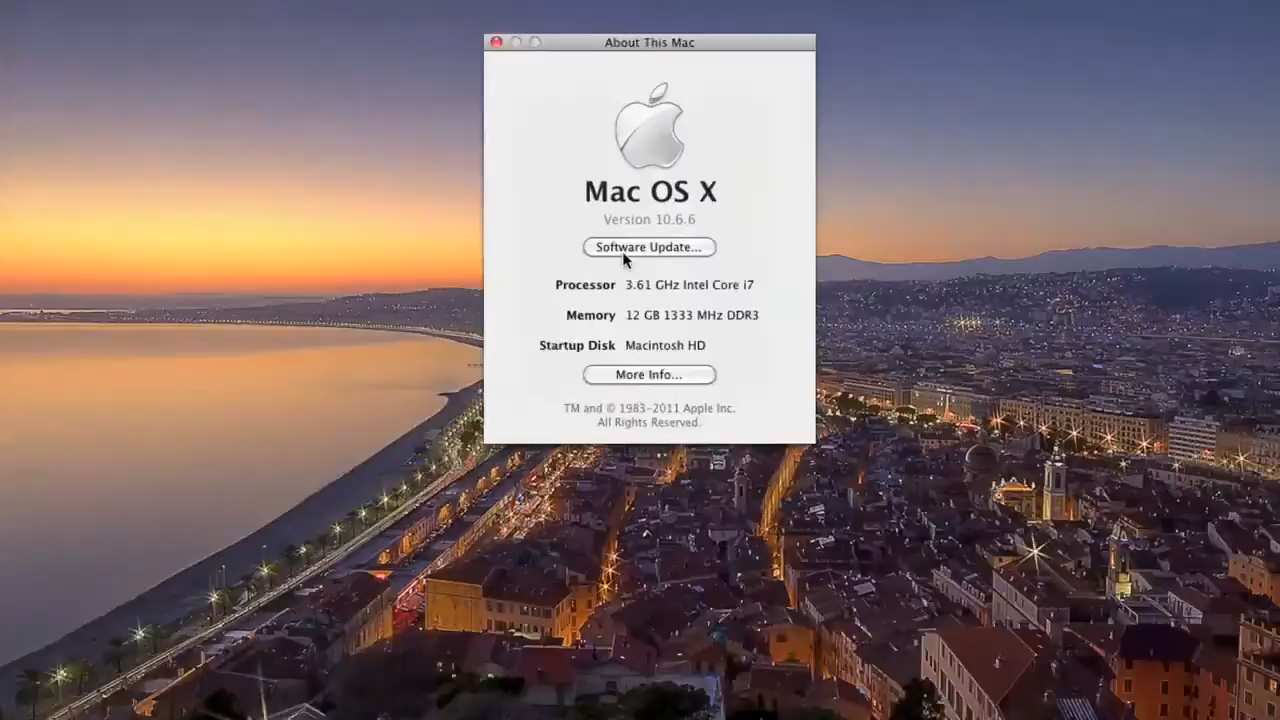 About This Mac
Mac OS X
Version 10.6.6
Software Update...
Processor 3.61 GHz Intel Core i7
Memory 12 GB 1333 MHz DDR3
Startup Disk Macintosh HD
More Info...
TM and © 1983-2011 Apple Inc.
All Rights Reserved.